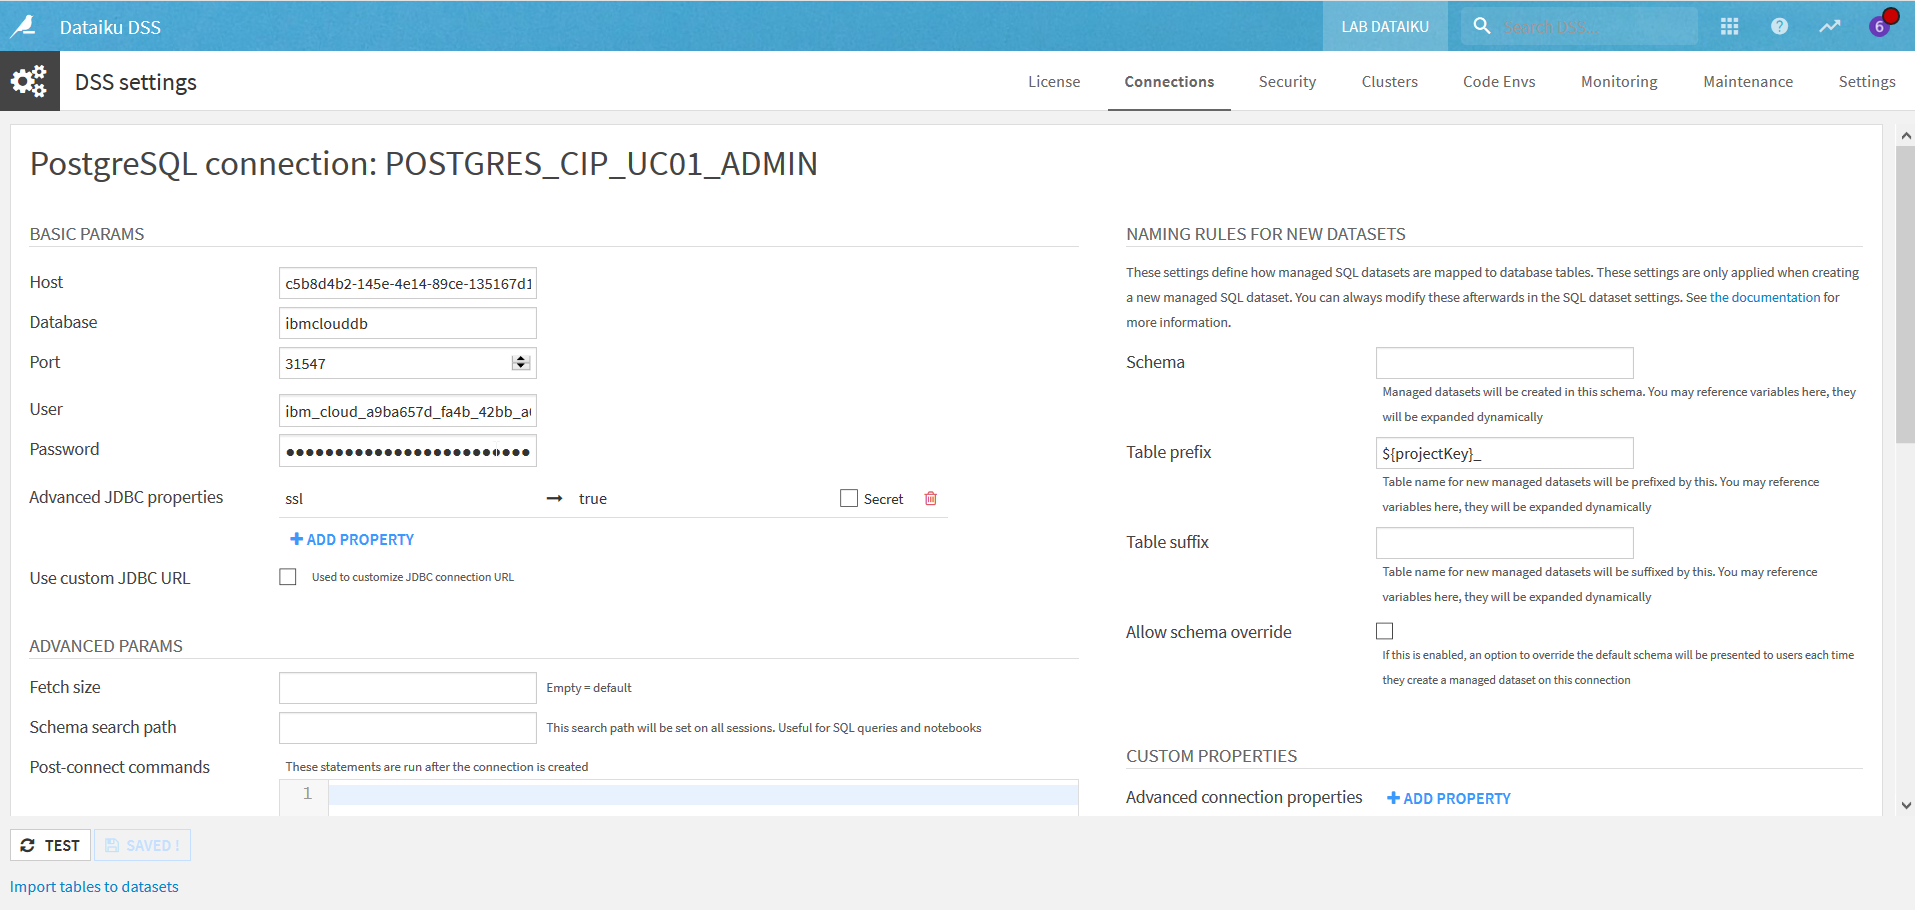 Dataiku DSS
LAB DATAIKU
Search DSS...
6
DSS settings
License
Connections
Security
Clusters
Code Envs
Monitoring
Maintenance
Settings
PostgreSQL connection: POSTGRES_CIP_UC01_ADMIN
BASIC PARAMS
Host
c5b8d4b2-145e-4e14-89ce-135167d1
Database
ibmclouddb
Port
31547
User
ibm_cloud_a9ba657d_fa4b_42bb_a
Password
Advanced JDBC properties
ssl
true
Secret
ADD PROPERTY
Use custom JDBC URL
Used to customize JDBC connection URL
ADVANCED PARAMS
Fetch size
Empty = default
Schema search path
This search path will be set on all sessions. Useful for SQL queries and notebooks
Post-connect commands
These statements are run after the connection is created
1
NAMING RULES FOR NEW DATASETS
These settings define how managed SQL datasets are mapped to database tables. These settings are only applied when creating
a new managed SQL dataset. You can always modify these afterwards in the SQL dataset settings. See the documentation for
more information.
Schema
Managed datasets will be created in this schema. You may reference variables here, they
will be expanded dynamically
Table prefix
${projectKey}_
Table name for new managed datasets will be prefixed by this. You may reference
variables here, they will be expanded dynamically
Table suffix
Table name for new managed datasets will be suffixed by this. You may reference
variables here, they will be expanded dynamically
Allow schema override
If this is enabled, an option to override the default schema will be presented to users each time
they create a managed dataset on this connection
CUSTOM PROPERTIES
Advanced connection properties
ADD PROPERTY
TEST
SAVED !
Import tables to datasets